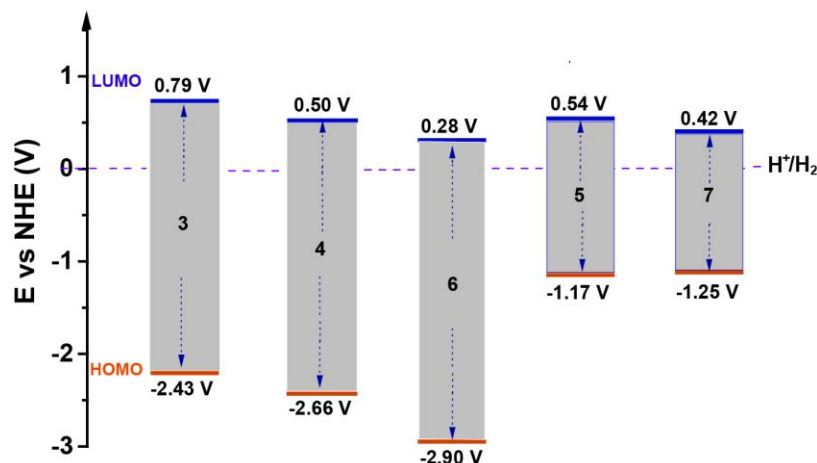 E vs NHE (V)
1
0
-1
-2
-3
LUMO
HOMO
0.79 V
0.50 V
0.28 V
0.54 V
0.42 V
H⁺/H₂
3
4
6
5
7
-2.43 V
-2.66 V
-2.90 V
-1.17 V
-1.25 V